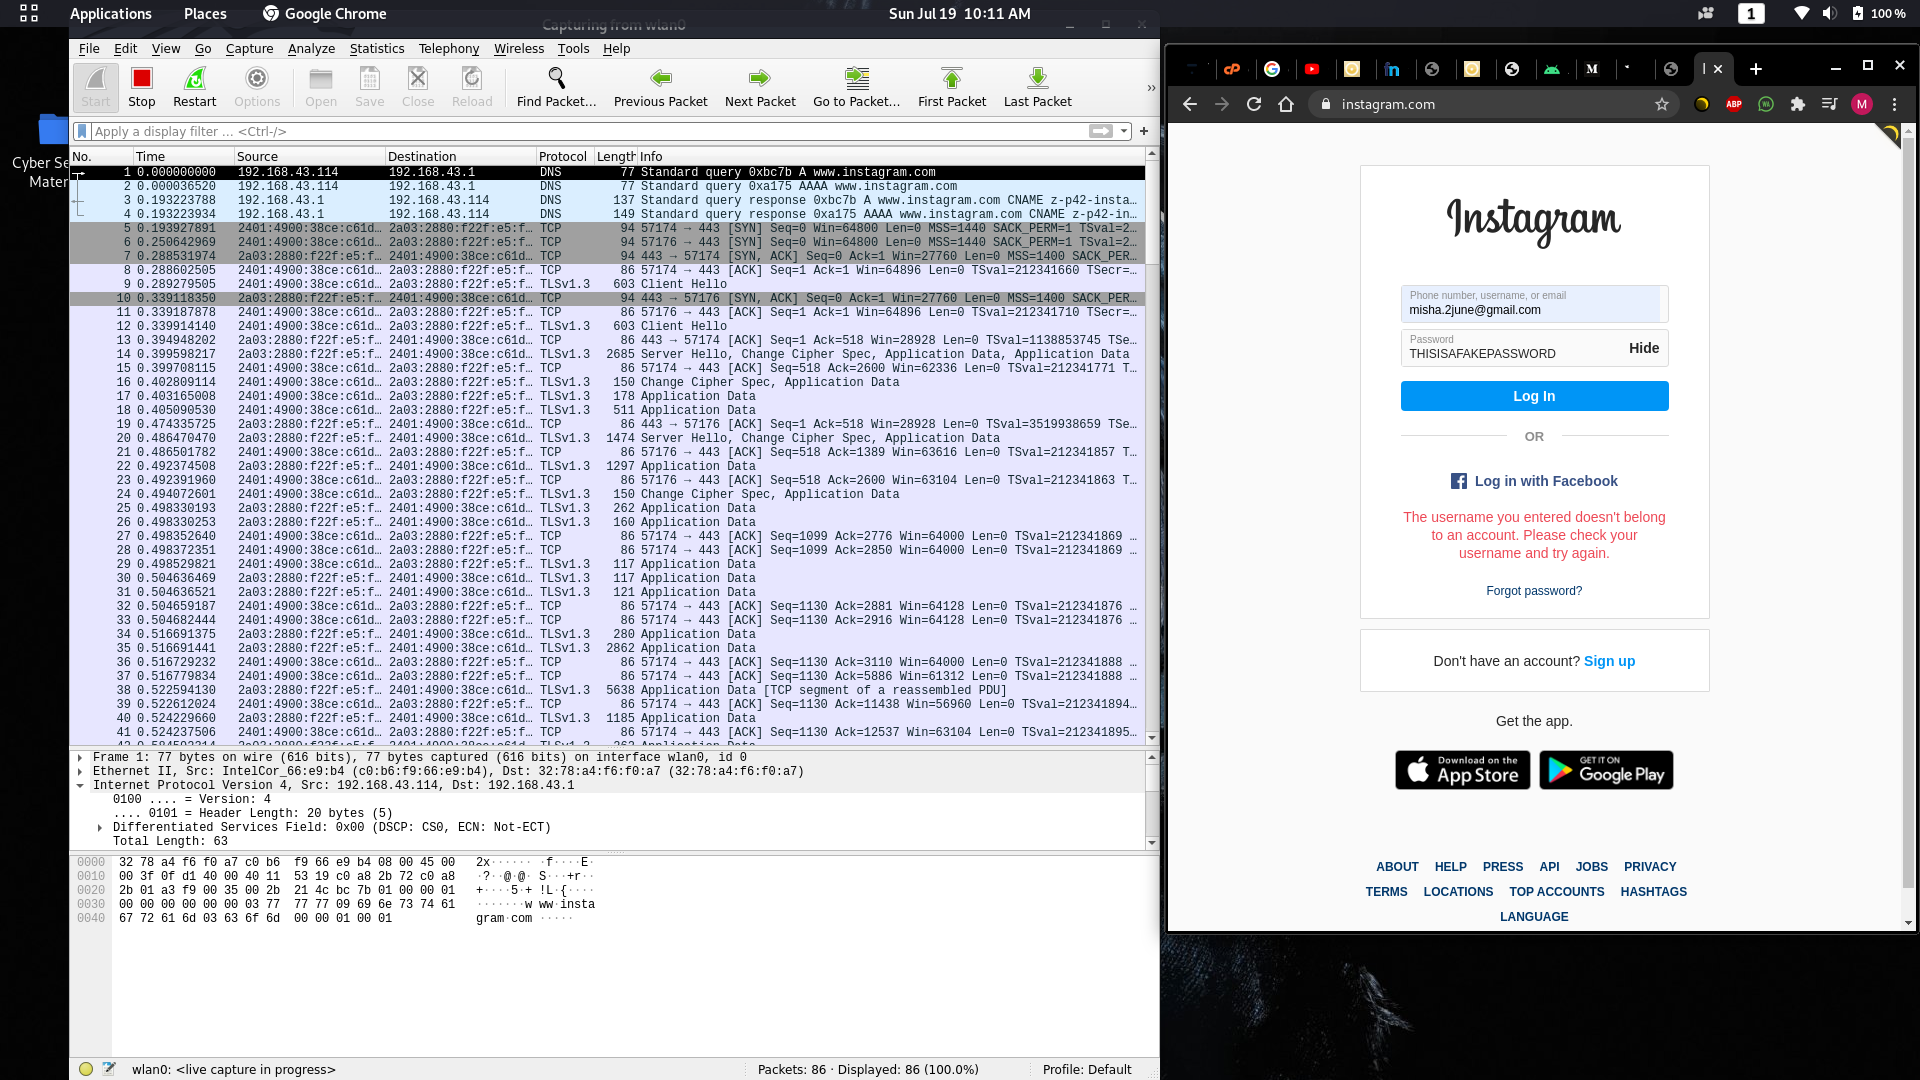 Applications Places Google Chrome Sun Jul 19 10:11 AM 1 100 %
Cyber Se
Mater
Capturing from wlan0
File Edit View Go Capture Analyze Statistics Telephony Wireless Tools Help
Start Stop Restart Options Open Save Close Reload Find Packet... Previous Packet Next Packet Go to Packet... First Packet Last Packet »
Apply a display filter ... <Ctrl-/>
No. Time Source Destination Protocol Length Info
1 0.000000000 192.168.43.114 192.168.43.1 DNS 77 Standard query 0xbc7b A www.instagram.com
2 0.000036520 192.168.43.114 192.168.43.1 DNS 77 Standard query 0xa175 AAAA www.instagram.com
3 0.193223788 192.168.43.1 192.168.43.114 DNS 137 Standard query response 0xbc7b A www.instagram.com CNAME z-p42-insta…
4 0.193223934 192.168.43.1 192.168.43.114 DNS 149 Standard query response 0xa175 AAAA www.instagram.com CNAME z-p42-in…
5 0.193927891 2401:4900:38ce:c61d… 2a03:2880:f22f:e5:f… TCP 94 57174 → 443 [SYN] Seq=0 Win=64800 Len=0 MSS=1440 SACK_PERM=1 TSval=2…
6 0.250642969 2401:4900:38ce:c61d… 2a03:2880:f22f:e5:f… TCP 94 57176 → 443 [SYN] Seq=0 Win=64800 Len=0 MSS=1440 SACK_PERM=1 TSval=2…
7 0.288531974 2a03:2880:f22f:e5:f… 2401:4900:38ce:c61d… TCP 94 443 → 57174 [SYN, ACK] Seq=0 Ack=1 Win=27760 Len=0 MSS=1400 SACK_PER…
8 0.288602505 2401:4900:38ce:c61d… 2a03:2880:f22f:e5:f… TCP 86 57174 → 443 [ACK] Seq=1 Ack=1 Win=64896 Len=0 TSval=212341660 TSecr=…
9 0.289279505 2401:4900:38ce:c61d… 2a03:2880:f22f:e5:f… TLSv1.3 603 Client Hello
10 0.339118350 2a03:2880:f22f:e5:f… 2401:4900:38ce:c61d… TCP 94 443 → 57176 [SYN, ACK] Seq=0 Ack=1 Win=27760 Len=0 MSS=1400 SACK_PER…
11 0.339187878 2401:4900:38ce:c61d… 2a03:2880:f22f:e5:f… TCP 86 57176 → 443 [ACK] Seq=1 Ack=1 Win=64896 Len=0 TSval=212341710 TSecr=…
12 0.339914140 2401:4900:38ce:c61d… 2a03:2880:f22f:e5:f… TLSv1.3 603 Client Hello
13 0.394948202 2a03:2880:f22f:e5:f… 2401:4900:38ce:c61d… TCP 86 443 → 57174 [ACK] Seq=1 Ack=518 Win=28928 Len=0 TSval=1138853745 TSe…
14 0.399598217 2a03:2880:f22f:e5:f… 2401:4900:38ce:c61d… TLSv1.3 2685 Server Hello, Change Cipher Spec, Application Data, Application Data
15 0.399708115 2401:4900:38ce:c61d… 2a03:2880:f22f:e5:f… TCP 86 57174 → 443 [ACK] Seq=518 Ack=2600 Win=62336 Len=0 TSval=212341771 T…
16 0.402809114 2401:4900:38ce:c61d… 2a03:2880:f22f:e5:f… TLSv1.3 150 Change Cipher Spec, Application Data
17 0.403165008 2401:4900:38ce:c61d… 2a03:2880:f22f:e5:f… TLSv1.3 178 Application Data
18 0.405090530 2401:4900:38ce:c61d… 2a03:2880:f22f:e5:f… TLSv1.3 511 Application Data
19 0.474335725 2a03:2880:f22f:e5:f… 2401:4900:38ce:c61d… TCP 86 443 → 57176 [ACK] Seq=1 Ack=518 Win=28928 Len=0 TSval=3519938659 TSe…
20 0.486470470 2a03:2880:f22f:e5:f… 2401:4900:38ce:c61d… TLSv1.3 1474 Server Hello, Change Cipher Spec, Application Data
21 0.486501782 2401:4900:38ce:c61d… 2a03:2880:f22f:e5:f… TCP 86 57176 → 443 [ACK] Seq=518 Ack=1389 Win=63616 Len=0 TSval=212341857 T…
22 0.492374508 2a03:2880:f22f:e5:f… 2401:4900:38ce:c61d… TLSv1.3 1297 Application Data
23 0.492391960 2401:4900:38ce:c61d… 2a03:2880:f22f:e5:f… TCP 86 57176 → 443 [ACK] Seq=518 Ack=2600 Win=63104 Len=0 TSval=212341863 T…
24 0.494072601 2401:4900:38ce:c61d… 2a03:2880:f22f:e5:f… TLSv1.3 150 Change Cipher Spec, Application Data
25 0.498330193 2a03:2880:f22f:e5:f… 2401:4900:38ce:c61d… TLSv1.3 262 Application Data
26 0.498330253 2a03:2880:f22f:e5:f… 2401:4900:38ce:c61d… TLSv1.3 160 Application Data
27 0.498352640 2401:4900:38ce:c61d… 2a03:2880:f22f:e5:f… TCP 86 57174 → 443 [ACK] Seq=1099 Ack=2776 Win=64000 Len=0 TSval=212341869 …
28 0.498372351 2401:4900:38ce:c61d… 2a03:2880:f22f:e5:f… TCP 86 57174 → 443 [ACK] Seq=1099 Ack=2850 Win=64000 Len=0 TSval=212341869 …
29 0.498529821 2401:4900:38ce:c61d… 2a03:2880:f22f:e5:f… TLSv1.3 117 Application Data
30 0.504636469 2a03:2880:f22f:e5:f… 2401:4900:38ce:c61d… TLSv1.3 117 Application Data
31 0.504636521 2a03:2880:f22f:e5:f… 2401:4900:38ce:c61d… TLSv1.3 121 Application Data
32 0.504659187 2401:4900:38ce:c61d… 2a03:2880:f22f:e5:f… TCP 86 57174 → 443 [ACK] Seq=1130 Ack=2881 Win=64128 Len=0 TSval=212341876 …
33 0.504682444 2401:4900:38ce:c61d… 2a03:2880:f22f:e5:f… TCP 86 57174 → 443 [ACK] Seq=1130 Ack=2916 Win=64128 Len=0 TSval=212341876 …
34 0.516691375 2a03:2880:f22f:e5:f… 2401:4900:38ce:c61d… TLSv1.3 280 Application Data
35 0.516691441 2a03:2880:f22f:e5:f… 2401:4900:38ce:c61d… TLSv1.3 2862 Application Data
36 0.516729232 2401:4900:38ce:c61d… 2a03:2880:f22f:e5:f… TCP 86 57174 → 443 [ACK] Seq=1130 Ack=3110 Win=64000 Len=0 TSval=212341888 …
37 0.516779834 2401:4900:38ce:c61d… 2a03:2880:f22f:e5:f… TCP 86 57174 → 443 [ACK] Seq=1130 Ack=5886 Win=61312 Len=0 TSval=212341888 …
38 0.522594130 2a03:2880:f22f:e5:f… 2401:4900:38ce:c61d… TLSv1.3 5638 Application Data [TCP segment of a reassembled PDU]
39 0.522612024 2401:4900:38ce:c61d… 2a03:2880:f22f:e5:f… TCP 86 57174 → 443 [ACK] Seq=1130 Ack=11438 Win=56960 Len=0 TSval=212341894…
40 0.524229660 2a03:2880:f22f:e5:f… 2401:4900:38ce:c61d… TLSv1.3 1185 Application Data
41 0.524237506 2401:4900:38ce:c61d… 2a03:2880:f22f:e5:f… TCP 86 57174 → 443 [ACK] Seq=1130 Ack=12537 Win=63104 Len=0 TSval=212341895…
Frame 1: 77 bytes on wire (616 bits), 77 bytes captured (616 bits) on interface wlan0, id 0
Ethernet II, Src: IntelCor_66:e9:b4 (c0:b6:f9:66:e9:b4), Dst: 32:78:a4:f6:f0:a7 (32:78:a4:f6:f0:a7)
Internet Protocol Version 4, Src: 192.168.43.114, Dst: 192.168.43.1
0100 .... = Version: 4
.... 0101 = Header Length: 20 bytes (5)
Differentiated Services Field: 0x00 (DSCP: CS0, ECN: Not-ECT)
Total Length: 63
0000 32 78 a4 f6 f0 a7 c0 b6 f9 66 e9 b4 08 00 45 00 2x······ ·f····E·
0010 00 3f 0f d1 40 00 40 11 53 19 c0 a8 2b 72 c0 a8 ·?··@·@· S···+r··
0020 2b 01 a3 f9 00 35 00 2b 21 4c bc 7b 01 00 00 01 +····5·+ !L·{····
0030 00 00 00 00 00 00 03 77 77 77 09 69 6e 73 74 61 ·······w ww·insta
0040 67 72 61 6d 03 63 6f 6d 00 00 01 00 01 gram·com ·····
wlan0: <live capture in progress> Packets: 86 · Displayed: 86 (100.0%) Profile: Default
instagram.com
ABP
M
Instagram
Phone number, username, or email
misha.2june@gmail.com
Password
THISISAFAKEPASSWORD Hide
Log In
OR
Log in with Facebook
The username you entered doesn't belong
to an account. Please check your
username and try again.
Forgot password?
Don't have an account? Sign up
Get the app.
Download on the App Store GET IT ON Google Play
ABOUT HELP PRESS API JOBS PRIVACY
TERMS LOCATIONS TOP ACCOUNTS HASHTAGS
LANGUAGE